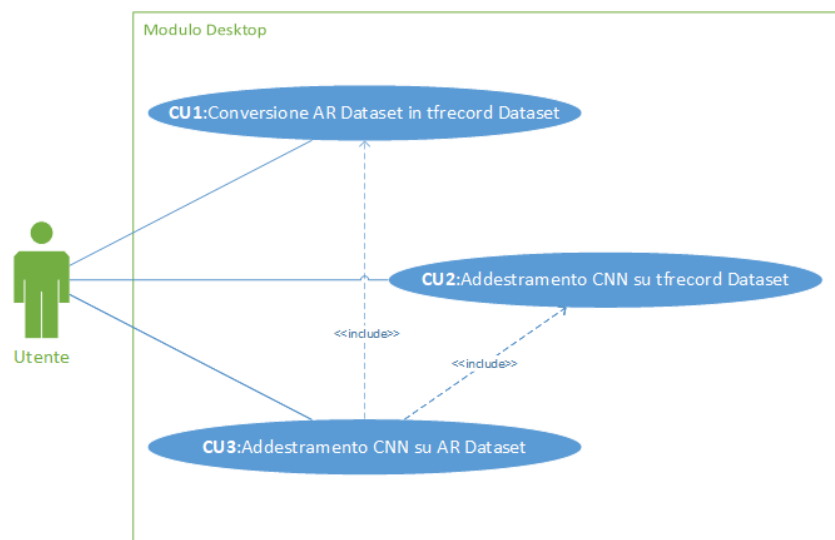 Modulo Desktop
CU1:Conversione AR Dataset in tfrecord Dataset
CU2:Addestramento CNN su tfrecord Dataset
<<include>>
<<include>>
Utente
CU3:Addestramento CNN su AR Dataset